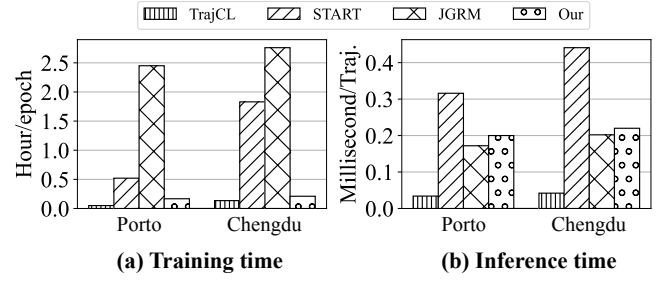 TrajCL START JGRM Our
Hour/epoch
2.5
2.0
1.5
1.0
0.5
0.0
Porto Chengdu
(a) Training time
Millisecond/Traj.
0.4
0.3
0.2
0.1
0.0
Porto Chengdu
(b) Inference time